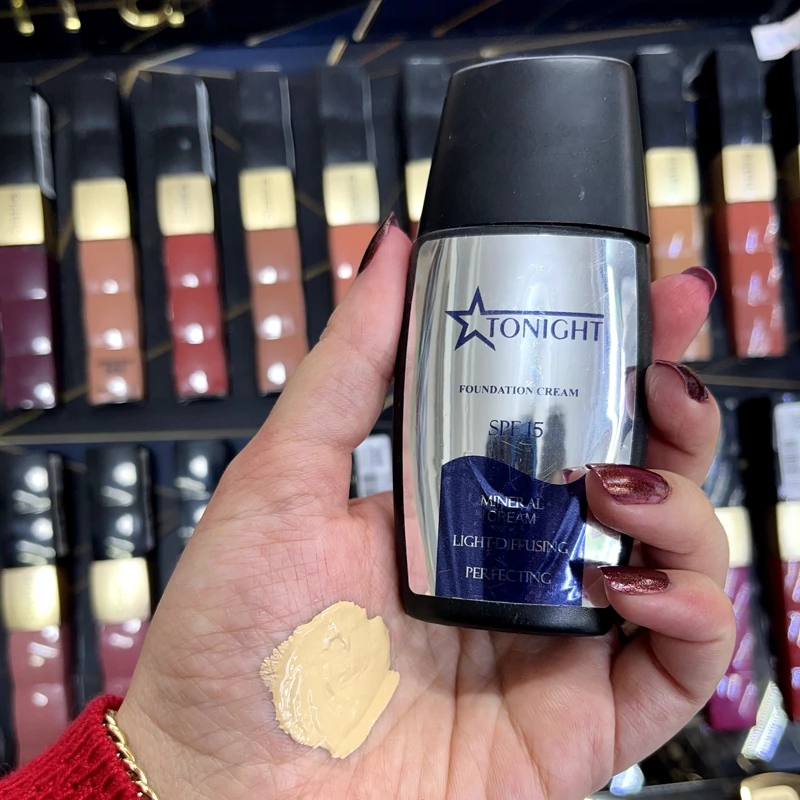 TONIGHT
FOUNDATION CREAM
SPF 15
MINERAL
CREAM
LIGHT-DIFFUSING
PERFECTING